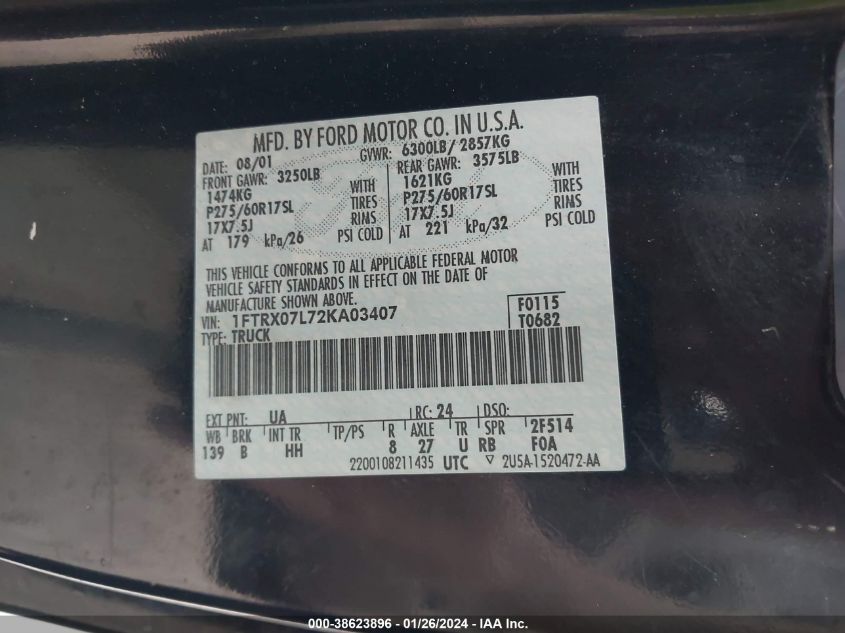 MFD. BY FORD MOTOR CO. IN U.S.A.
DATE: 08/01 GVWR: 6300LB/ 2857KG
FRONT GAWR: 3250LB REAR GAWR: 3575LB
1474KG WITH 1621KG WITH
P275/60R17SL TIRES P275/60R17SL TIRES
17X7.5J RIMS 17X7.5J RIMS
AT 179 kPa/26 PSI COLD AT 221 kPa/32 PSI COLD
THIS VEHICLE CONFORMS TO ALL APPLICABLE FEDERAL MOTOR
VEHICLE SAFETY STANDARDS IN EFFECT ON THE DATE OF
MANUFACTURE SHOWN ABOVE.
VIN: 1FTRX07L72KA03407 F0115
TYPE: TRUCK T0682
EXT PNT: UA RC: 24 DSO:
WB BRK INT TR TP/PS R AXLE TR SPR 2F514
139 B HH 8 27 U RB F0A
2200108211435 UTC ▽ 2U5A-1520472-AA
000-38623896 - 01/26/2024 - IAA Inc.